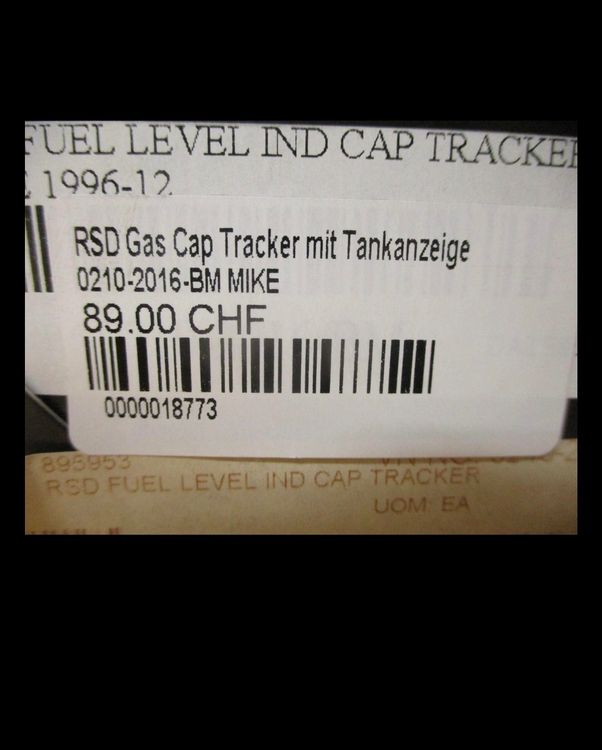 FUEL LEVEL IND CAP TRACKER
1996-12
RSD Gas Cap Tracker mit Tankanzeige
0210-2016-BM MIKE
89.00 CHF
0000018773
895953
RSD FUEL LEVEL IND CAP TRACKER
UOM: EA